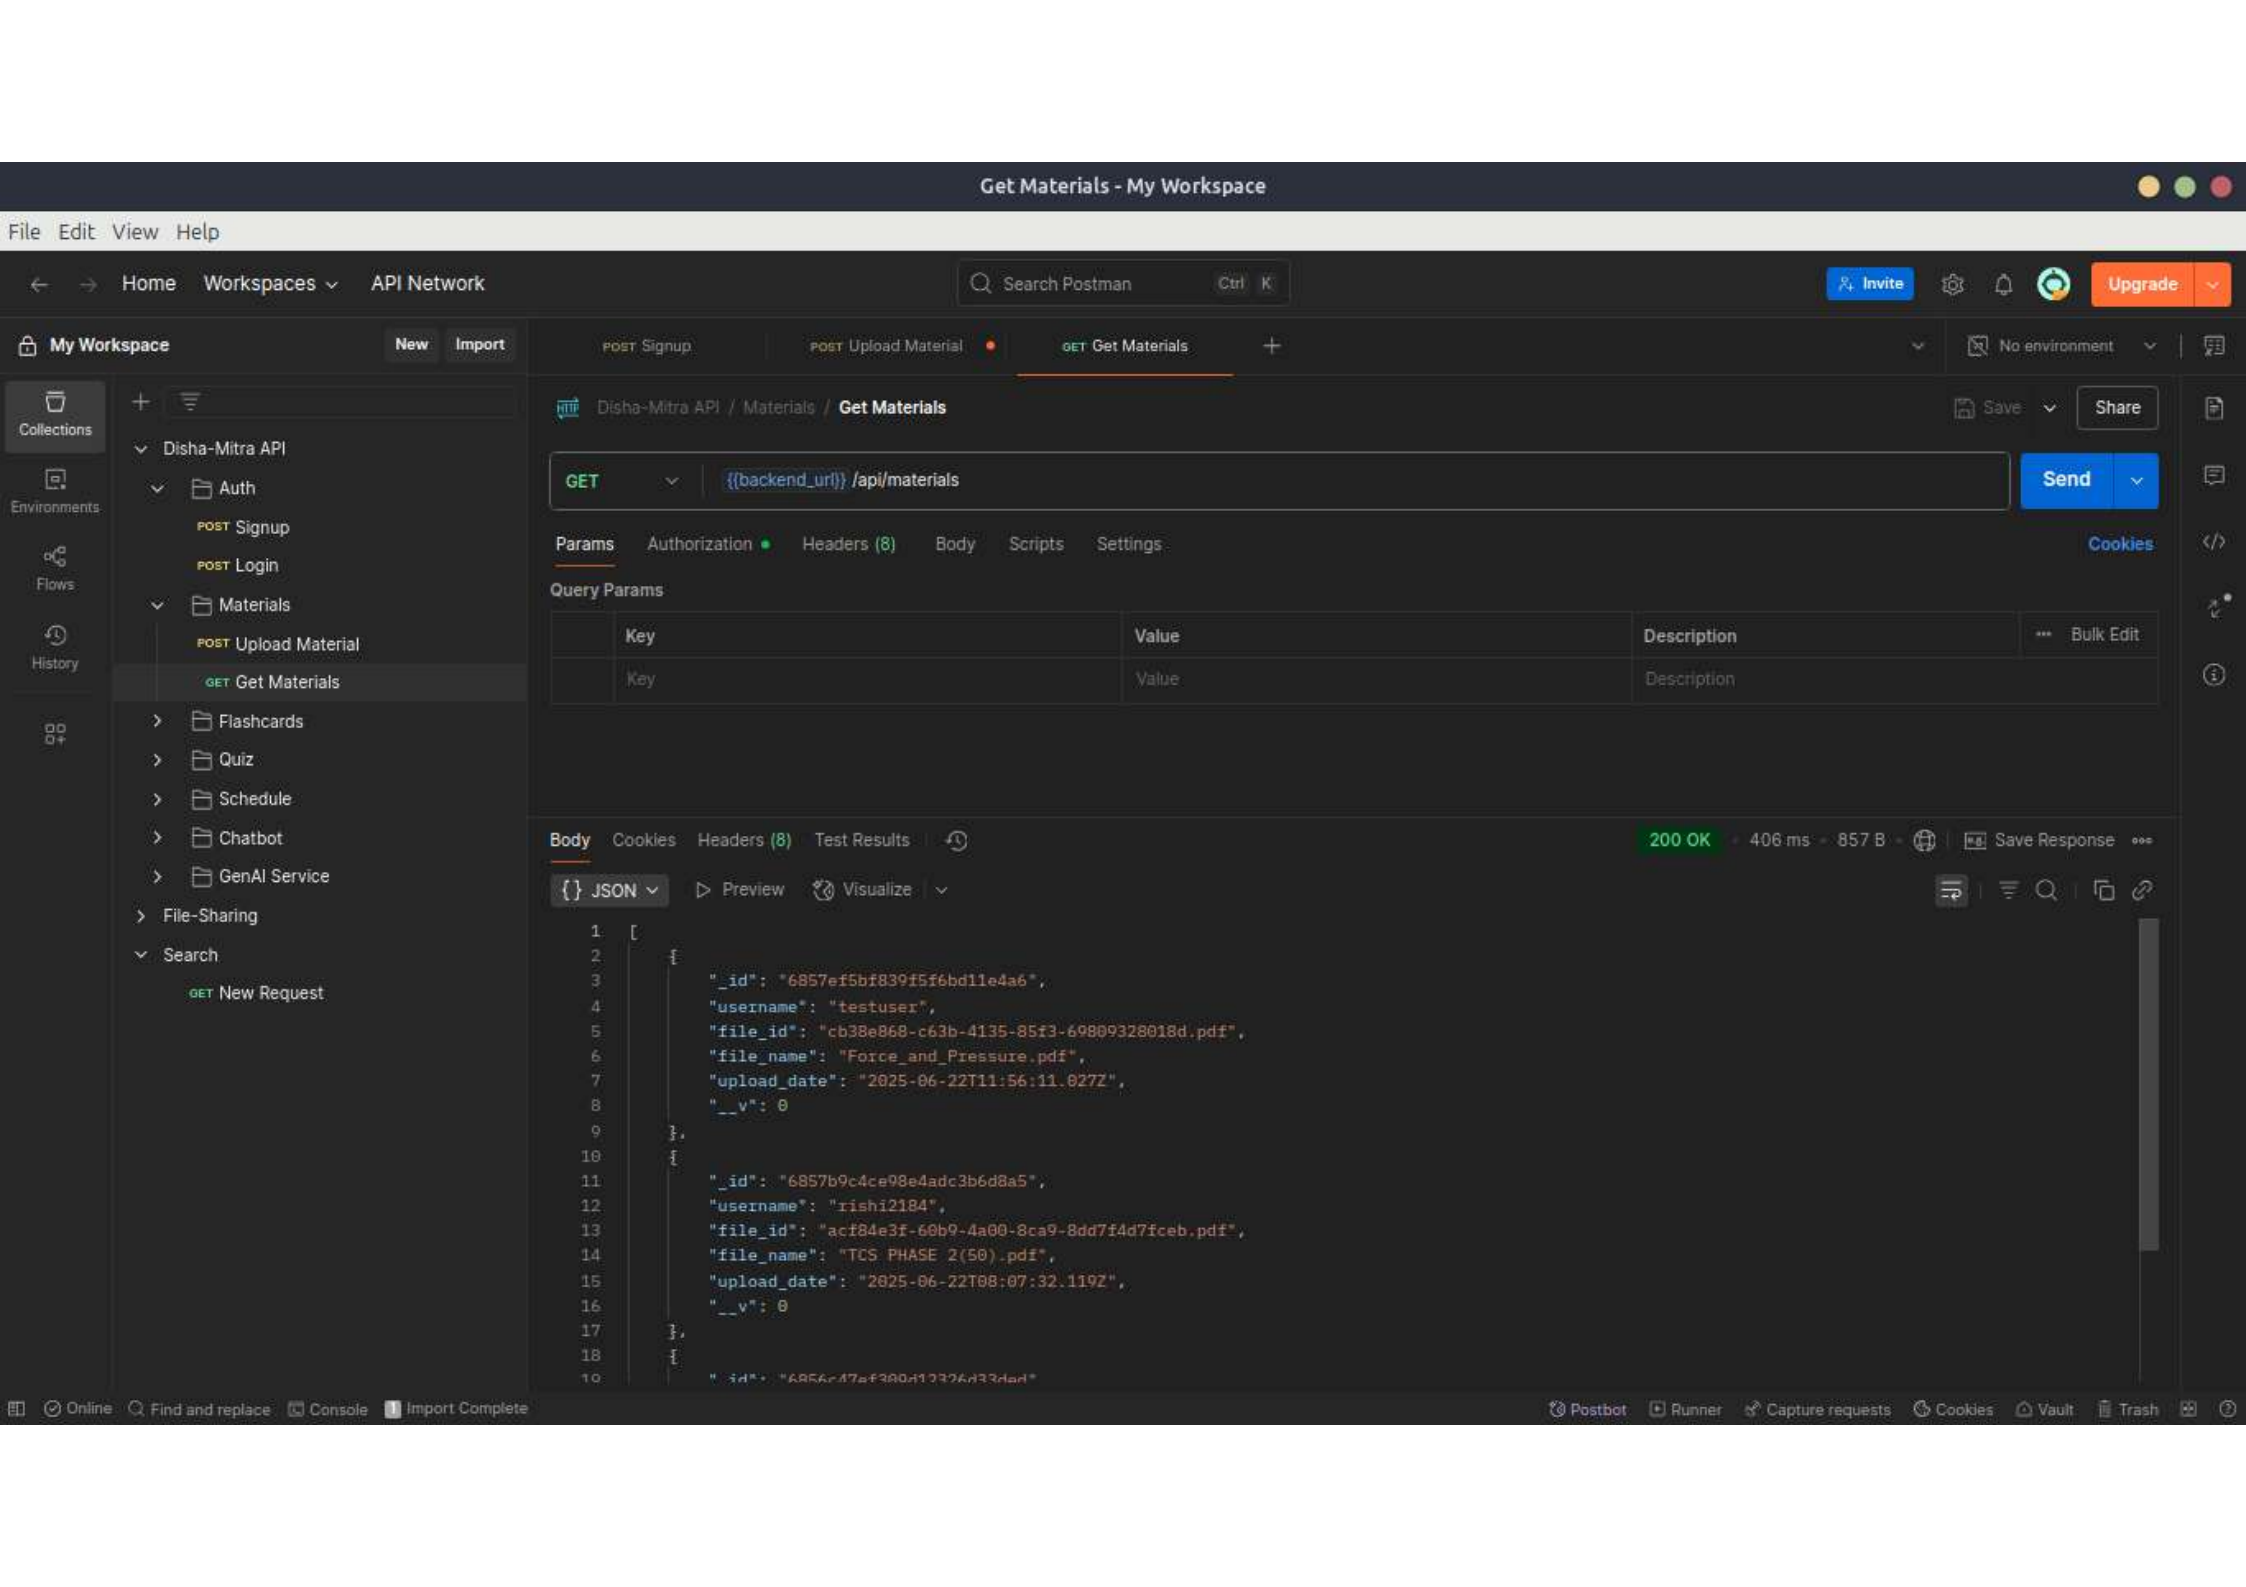 Get Materials - My Workspace
File Edit View Help
Home Workspaces API Network Search Postman Ctrl K Invite Upgrade
My Workspace New Import
POST Signup POST Upload Material GET Get Materials No environment
Collections
Environments
Flows
History
Disha-Mitra API
Auth
POST Signup
POST Login
Materials
POST Upload Material
GET Get Materials
Flashcards
Quiz
Schedule
Chatbot
GenAI Service
File-Sharing
Search
GET New Request
HTTP Disha-Mitra API / Materials / Get Materials Save Share
GET {{backend_url}} /api/materials Send
Params Authorization Headers (8) Body Scripts Settings Cookies
Query Params
Key Value Description Bulk Edit
Key Value Description
Body Cookies Headers (8) Test Results 200 OK 406 ms 857 B Save Response
{} JSON Preview Visualize
1 [
2 {
3 "_id": "6857ef5bf839f5f6bd11e4a6",
4 "username": "testuser",
5 "file_id": "cb38e868-c63b-4135-85f3-69809328018d.pdf",
6 "file_name": "Force_and_Pressure.pdf",
7 "upload_date": "2025-06-22T11:56:11.027Z",
8 "__v": 0
9 },
10 {
11 "_id": "6857b9c4ce98e4adc3b6d8a5",
12 "username": "rishi2184",
13 "file_id": "acf84e3f-60b9-4a00-8ca9-8dd7f4d7fceb.pdf",
14 "file_name": "TCS PHASE 2(50).pdf",
15 "upload_date": "2025-06-22T08:07:32.119Z",
16 "__v": 0
17 },
18 {
19 "_id": "6856c47ef309d12326d33ded"
Online Find and replace Console 1 Import Complete Postbot Runner Capture requests Cookies Vault Trash